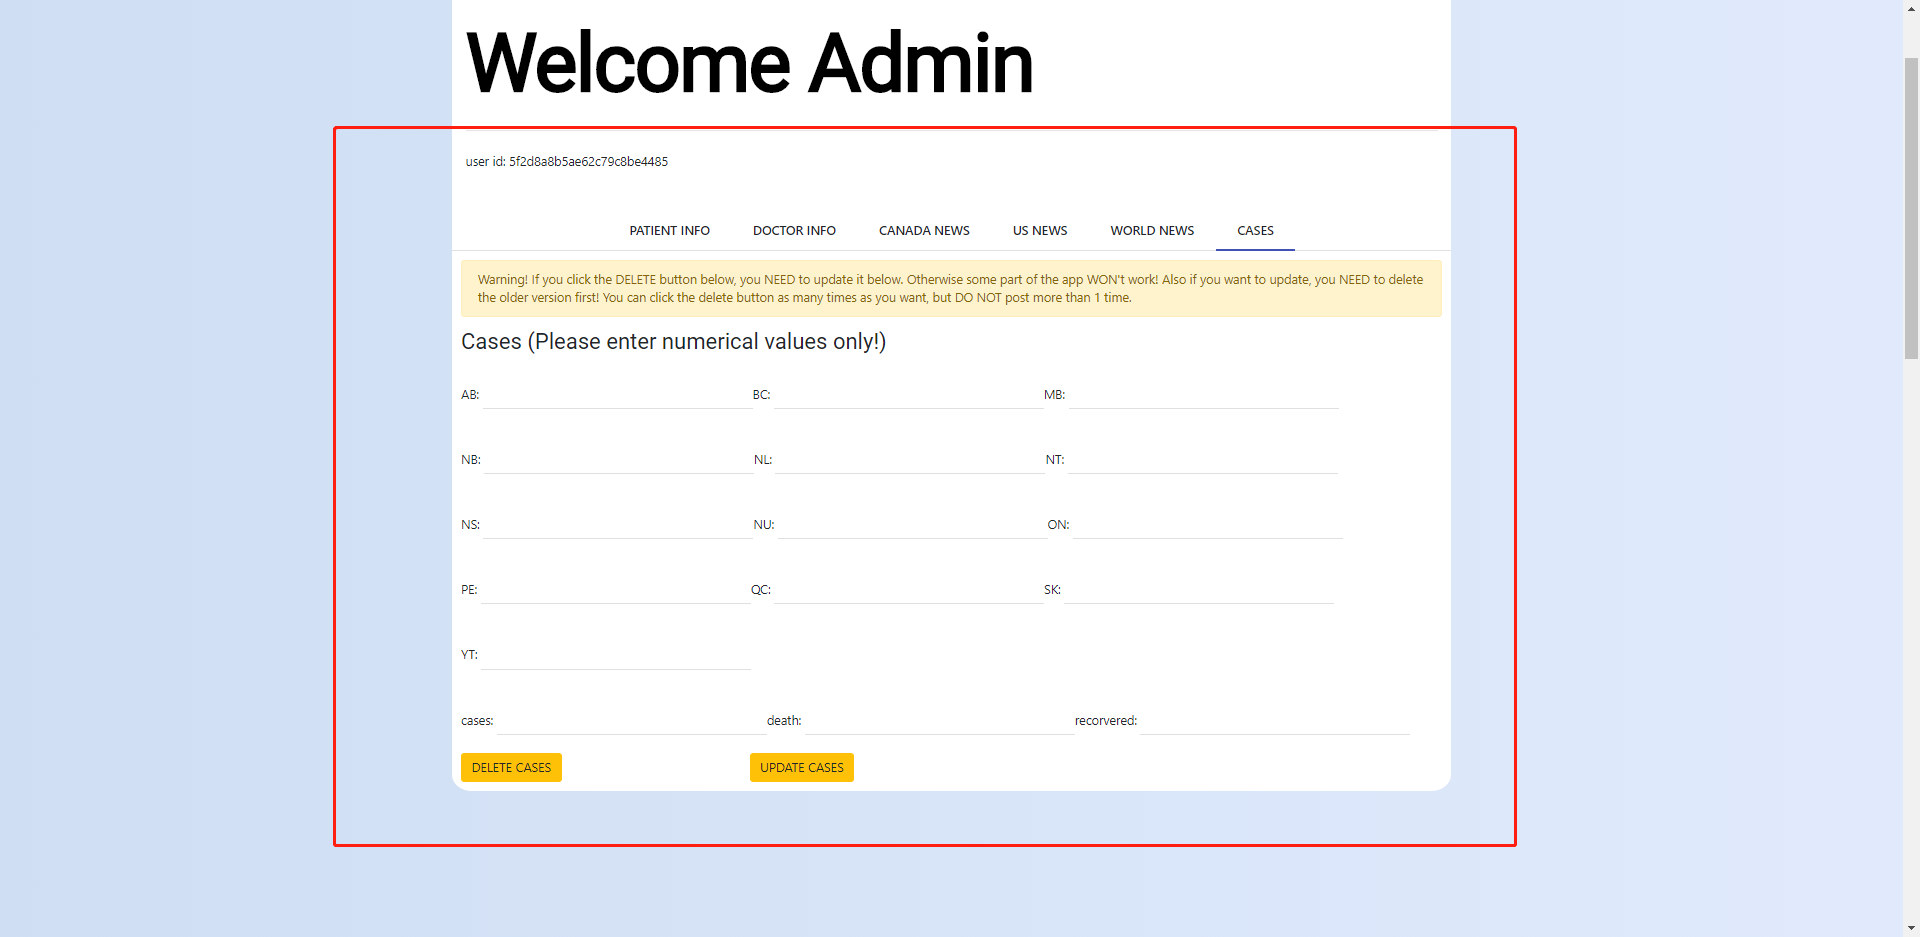 Welcome Admin
user id: 5f2d8a8b5ae62c79c8be4485
PATIENT INFO DOCTOR INFO CANADA NEWS US NEWS WORLD NEWS CASES
Warning! If you click the DELETE button below, you NEED to update it below. Otherwise some part of the app WON't work! Also if you want to update, you NEED to delete
the older version first! You can click the delete button as many times as you want, but DO NOT post more than 1 time.
Cases (Please enter numerical values only!)
AB: BC: MB:
NB: NL: NT:
NS: NU: ON:
PE: QC: SK:
YT:
cases: death: recorvered:
DELETE CASES UPDATE CASES